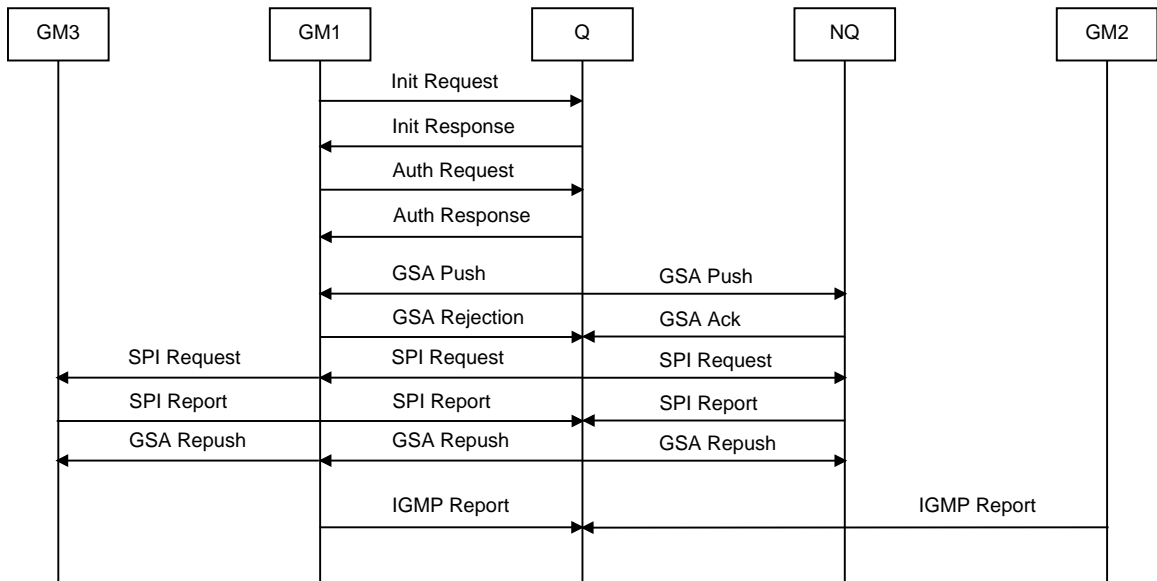 GM3 GM1 Q NQ GM2
Init Request
Init Response
Auth Request
Auth Response
GSA Push GSA Push
GSA Rejection GSA Ack
SPI Request SPI Request SPI Request
SPI Report SPI Report SPI Report
GSA Repush GSA Repush GSA Repush
IGMP Report IGMP Report